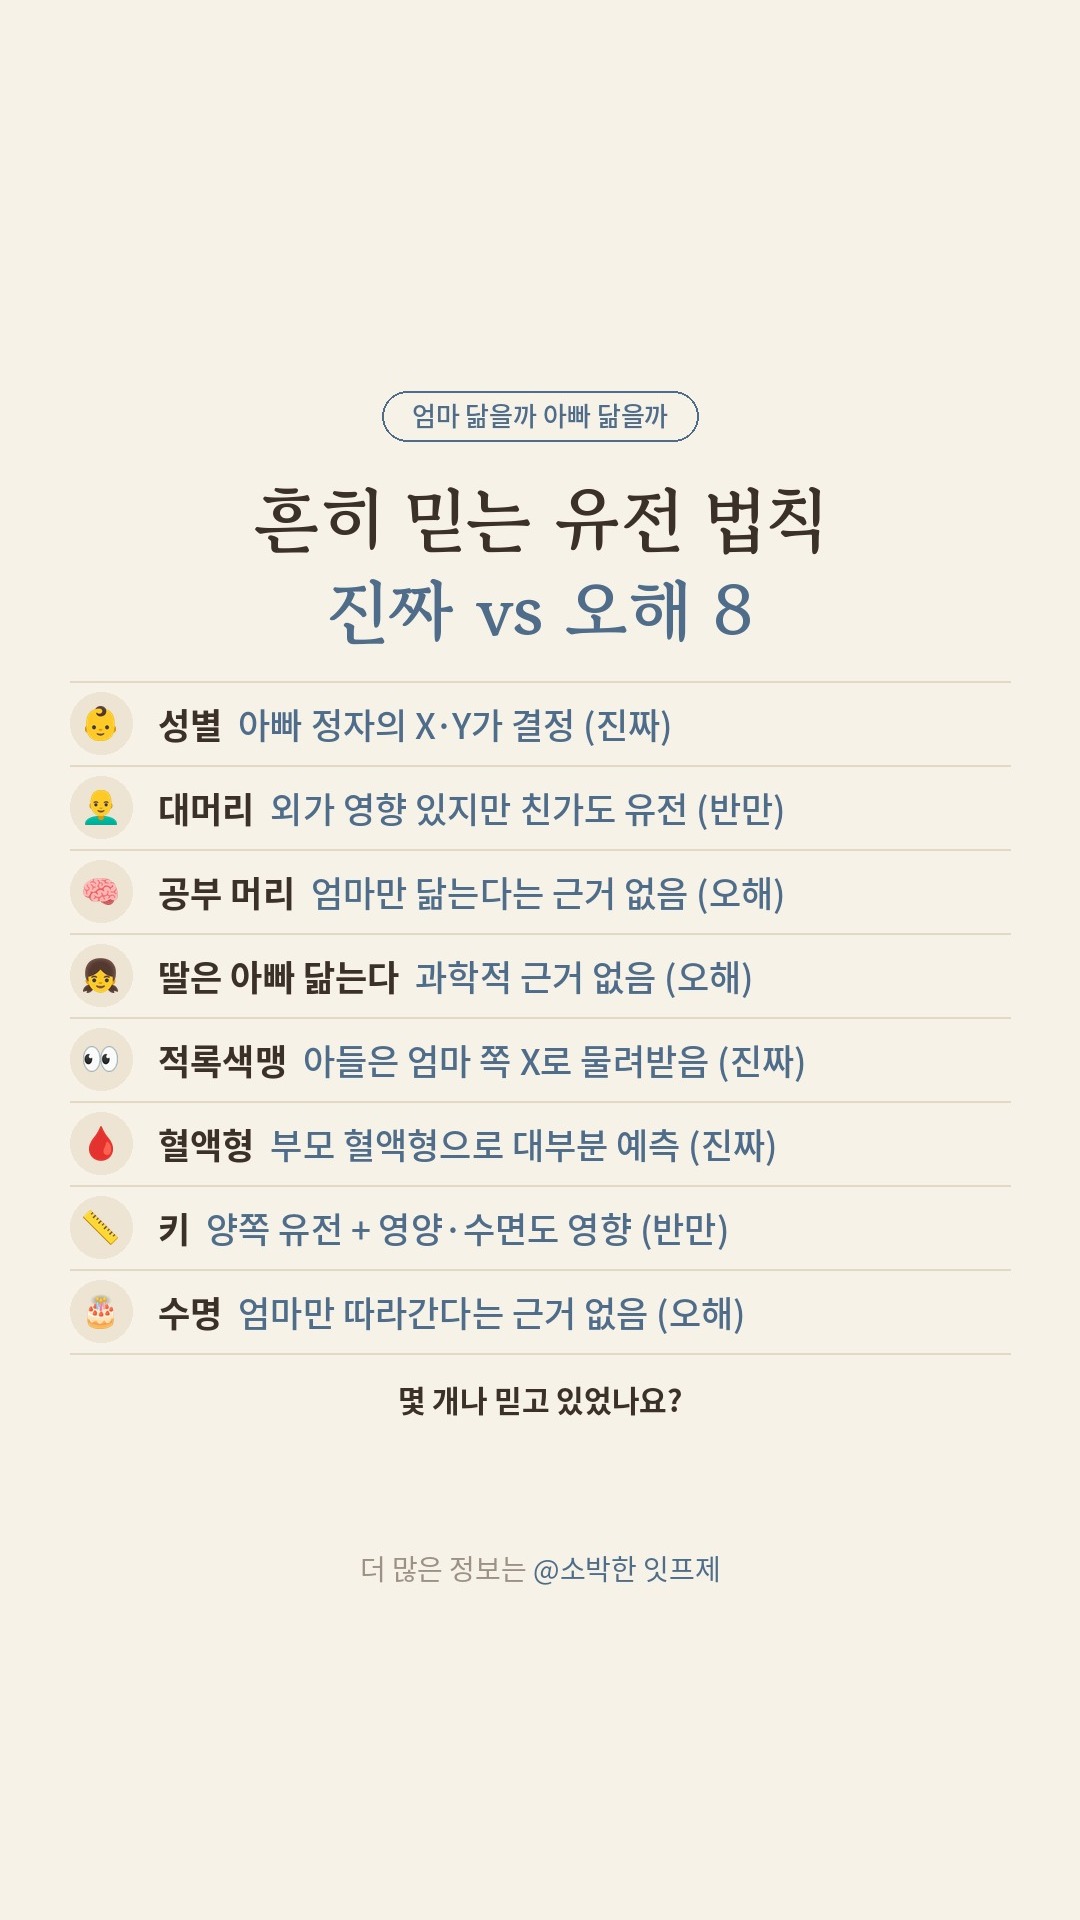 엄마 닮을까 아빠 닮을까
흔히 믿는 유전 법칙
진짜 vs 오해 8
성별 아빠 정자의 X·Y가 결정 (진짜)
대머리 외가 영향 있지만 친가도 유전 (반만)
공부 머리 엄마만 닮는다는 근거 없음 (오해)
딸은 아빠 닮는다 과학적 근거 없음 (오해)
적록색맹 아들은 엄마 쪽 X로 물려받음 (진짜)
혈액형 부모 혈액형으로 대부분 예측 (진짜)
키 양쪽 유전 + 영양·수면도 영향 (반만)
수명 엄마만 따라간다는 근거 없음 (오해)
몇 개나 믿고 있었나요?
더 많은 정보는 @소박한 잇프제